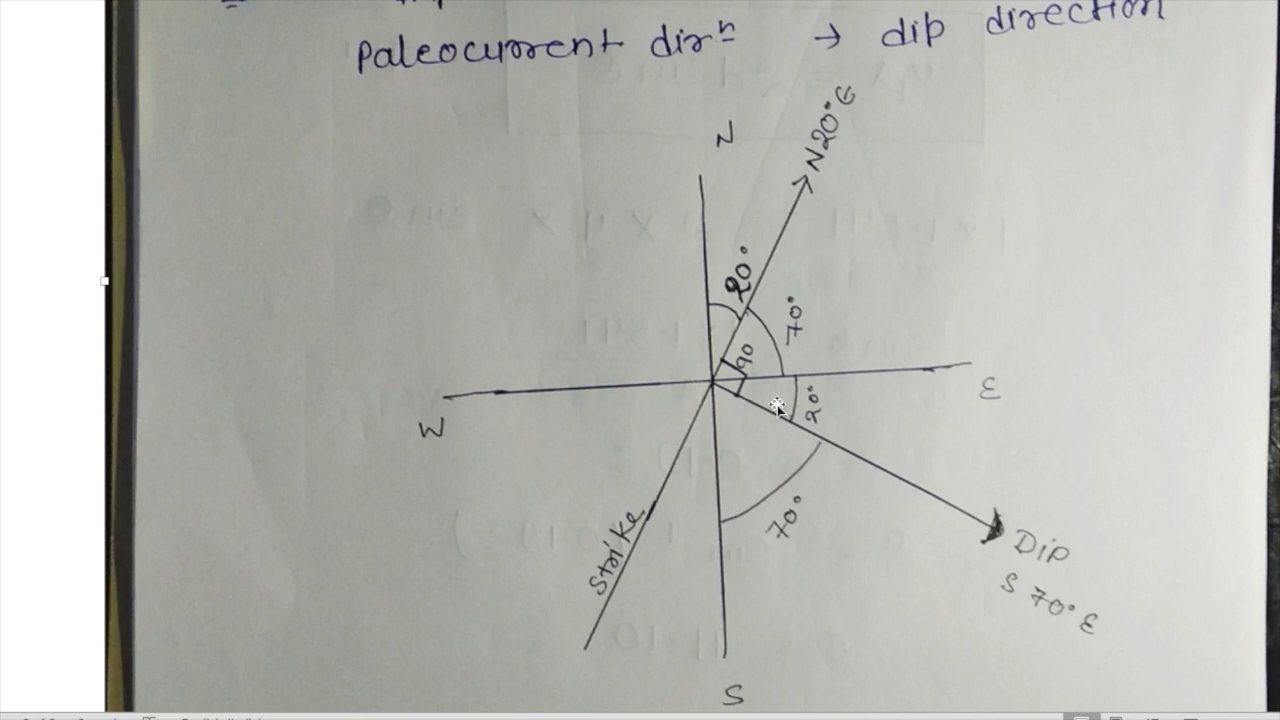 Paleocurrent dirⁿ → dip direction
N
N20°E
20°
70°
90
E
20°
W
Strike
70°
Dip
S 70° E
S